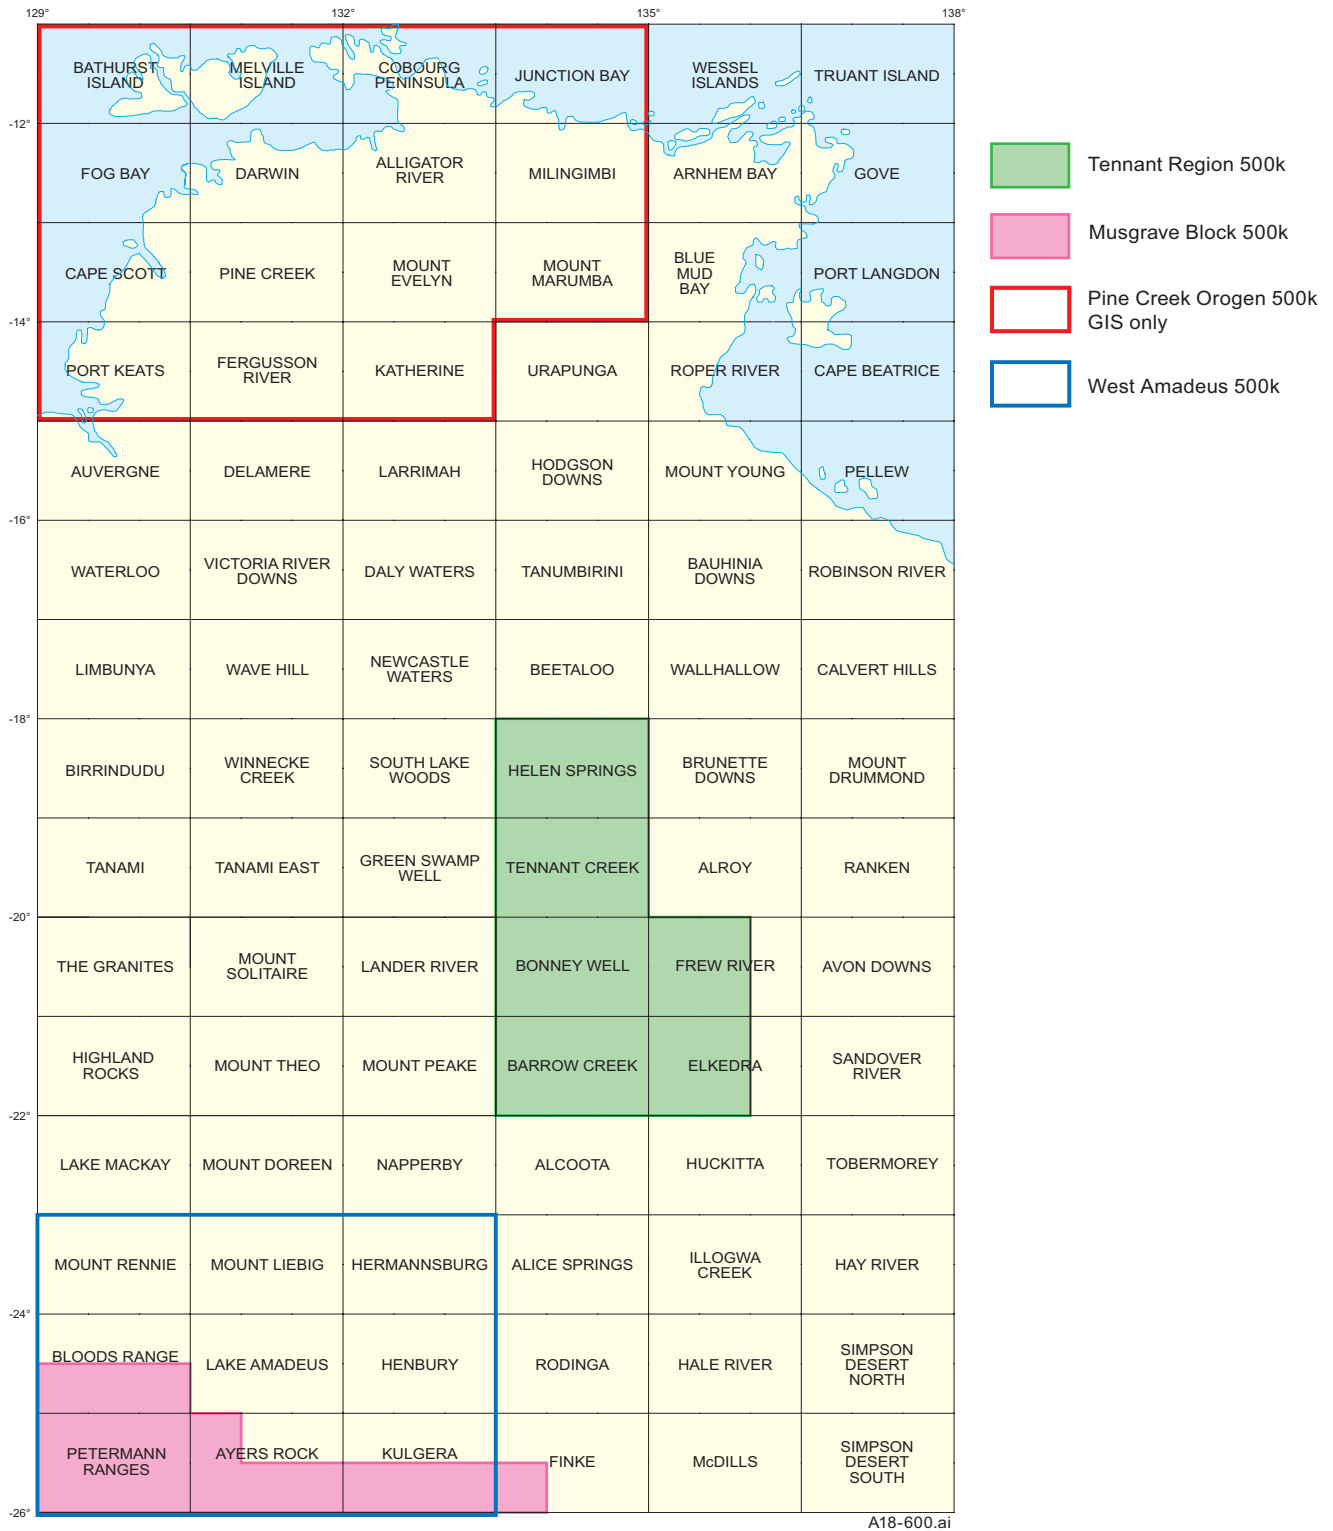 129°
132°
135°
138°
BATHURST
ISLAND
MELVILLE
ISLAND
COBOURG
PENINSULA
JUNCTION BAY
WESSEL
ISLANDS
TRUANT ISLAND
-12°
FOG BAY
DARWIN
ALLIGATOR
RIVER
MILINGIMBI
ARNHEM BAY
GOVE
CAPE SCOTT
PINE CREEK
MOUNT
EVELYN
MOUNT
MARUMBA
BLUE
MUD
BAY
PORT LANGDON
-14°
PORT KEATS
FERGUSSON
RIVER
KATHERINE
URAPUNGA
ROPER RIVER
CAPE BEATRICE
AUVERGNE
DELAMERE
LARRIMAH
HODGSON
DOWNS
MOUNT YOUNG
PELLEW
-16°
WATERLOO
VICTORIA RIVER
DOWNS
DALY WATERS
TANUMBIRINI
BAUHINIA
DOWNS
ROBINSON RIVER
LIMBUNYA
WAVE HILL
NEWCASTLE
WATERS
BEETALOO
WALLHALLOW
CALVERT HILLS
-18°
BIRRINDUDU
WINNECKE
CREEK
SOUTH LAKE
WOODS
HELEN SPRINGS
BRUNETTE
DOWNS
MOUNT
DRUMMOND
TANAMI
TANAMI EAST
GREEN SWAMP
WELL
TENNANT CREEK
ALROY
RANKEN
-20°
THE GRANITES
MOUNT
SOLITAIRE
LANDER RIVER
BONNEY WELL
FREW RIVER
AVON DOWNS
HIGHLAND
ROCKS
MOUNT THEO
MOUNT PEAKE
BARROW CREEK
ELKEDRA
SANDOVER
RIVER
-22°
LAKE MACKAY
MOUNT DOREEN
NAPPERBY
ALCOOTA
HUCKITTA
TOBERMOREY
MOUNT RENNIE
MOUNT LIEBIG
HERMANNSBURG
ALICE SPRINGS
ILLOGWA
CREEK
HAY RIVER
-24°
BLOODS RANGE
LAKE AMADEUS
HENBURY
RODINGA
HALE RIVER
SIMPSON
DESERT
NORTH
PETERMANN
RANGES
AYERS ROCK
KULGERA
FINKE
McDILLS
SIMPSON
DESERT
SOUTH
-26°
A18-600.ai
Tennant Region 500k
Musgrave Block 500k
Pine Creek Orogen 500k
GIS only
West Amadeus 500k